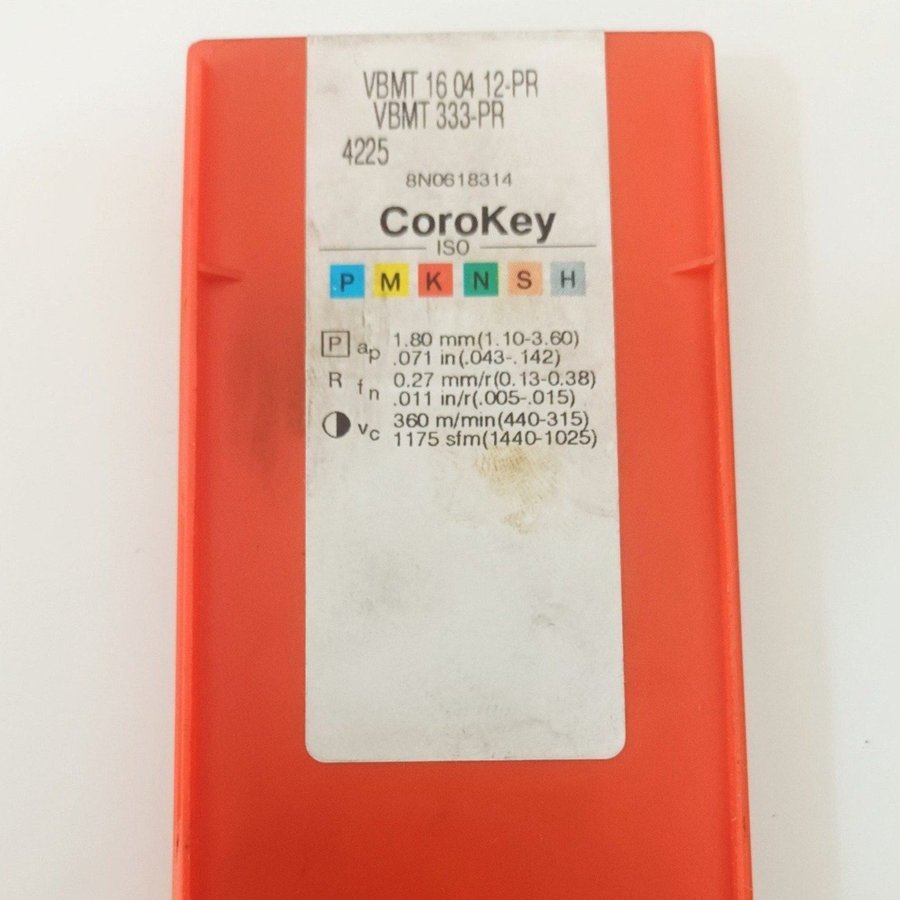 VBMT 16 04 12-PR
VBMT 333-PR
4225
8N0618314
CoroKey
ISO
P M K N S H
P ap 1.80 mm(1.10-3.60)
.071 in(.043-.142)
R fn 0.27 mm/r(0.13-0.38)
.011 in/r(.005-.015)
vc 360 m/min(440-315)
1175 sfm(1440-1025)